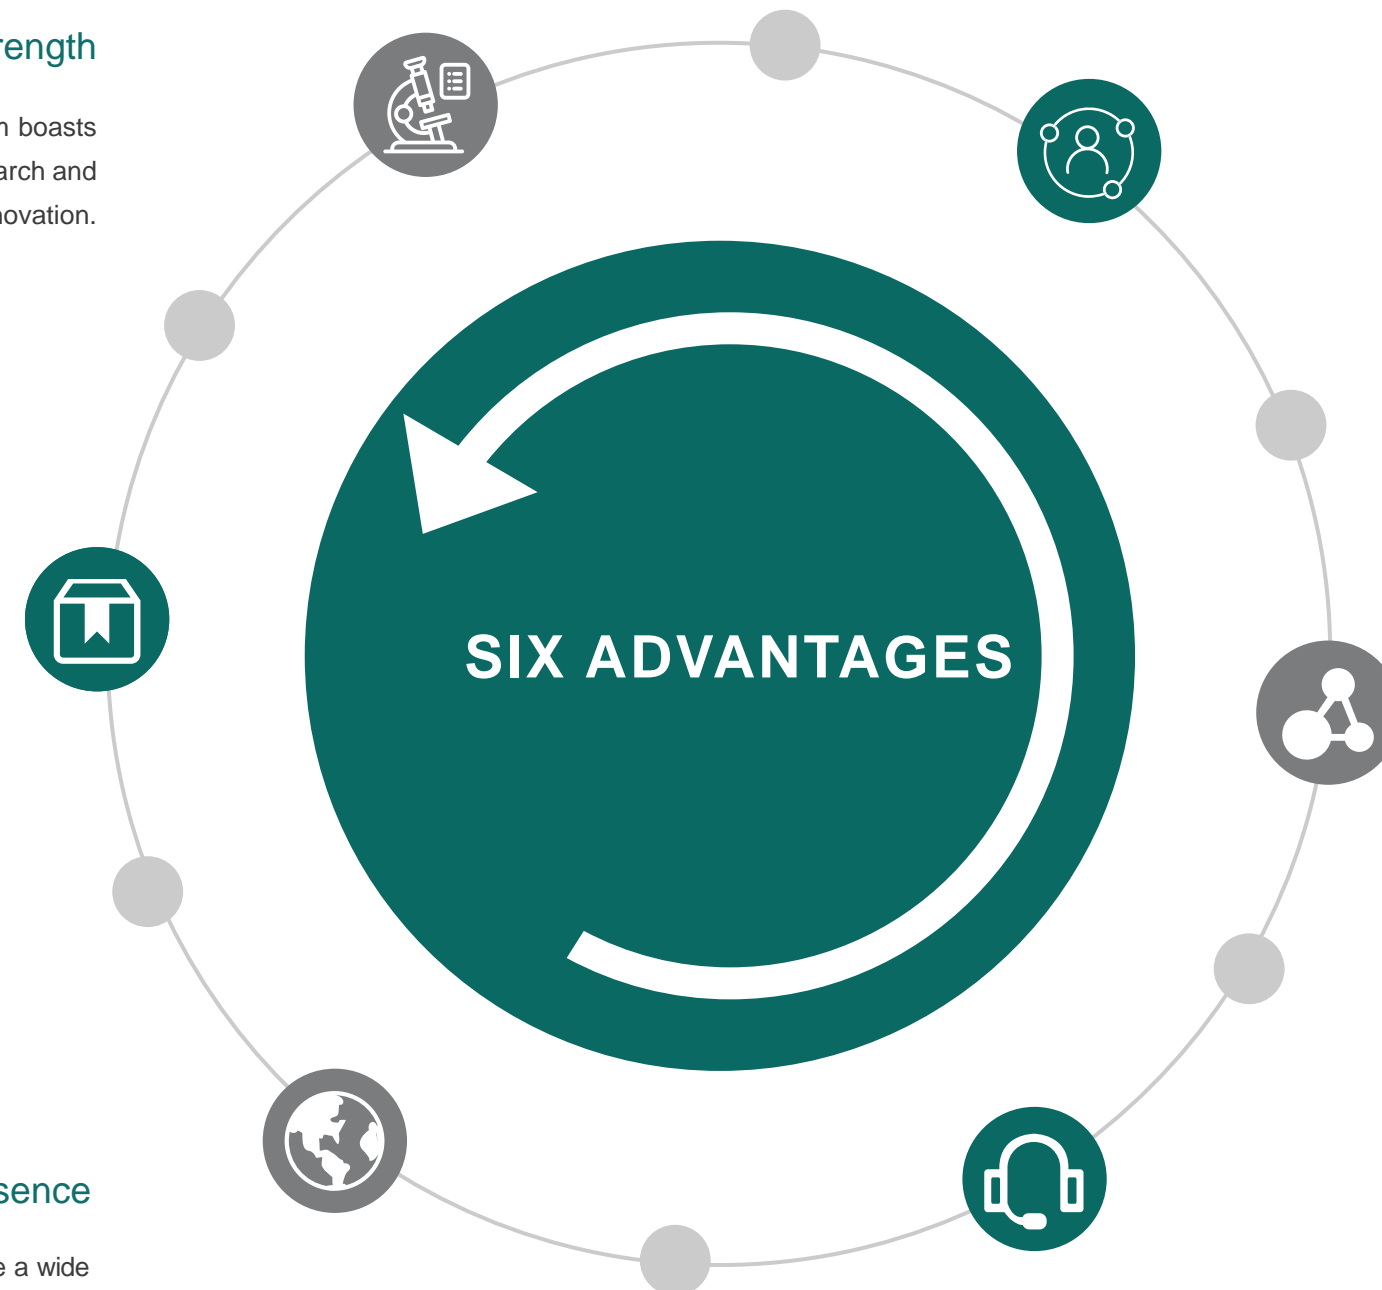 rength
boasts
arch and
novation.
SIX ADVANTAGES
sence
e a wide